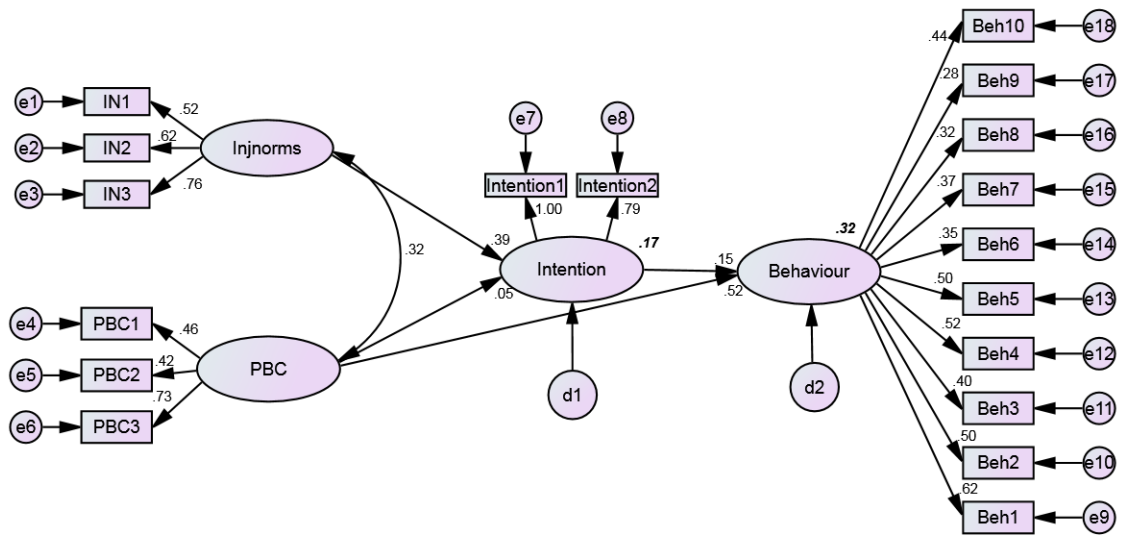 e1 IN1 .52
e2 IN2 .62
e3 IN3 .76
Injnorms
.32
e4 PBC1 .46
e5 PBC2 .42
e6 PBC3 .73
PBC
e7 e8
Intention1 Intention2
1.00 .79
.39
.05
Intention
.17
d1
.15
.52
Behaviour
.32
d2
.44 Beh10 e18
.28 Beh9 e17
.32 Beh8 e16
.37 Beh7 e15
.35 Beh6 e14
.50 Beh5 e13
.52 Beh4 e12
.40 Beh3 e11
.50 Beh2 e10
.62 Beh1 e9